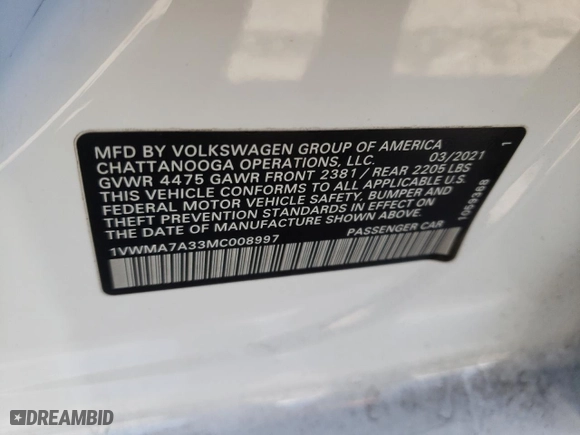 MFD BY VOLKSWAGEN GROUP OF AMERICA
CHATTANOOGA OPERATIONS, LLC. 03/2021 1
GVWR 4475 GAWR FRONT 2381 / REAR 2205 LBS
THIS VEHICLE CONFORMS TO ALL APPLICABLE U.S.
FEDERAL MOTOR VEHICLE SAFETY, BUMPER, AND
THEFT PREVENTION STANDARDS IN EFFECT ON
THE DATE OF MANUFACTURE SHOWN ABOVE.
1VWMA7A33MC008997 PASSENGER CAR
1059368
DREAMBID